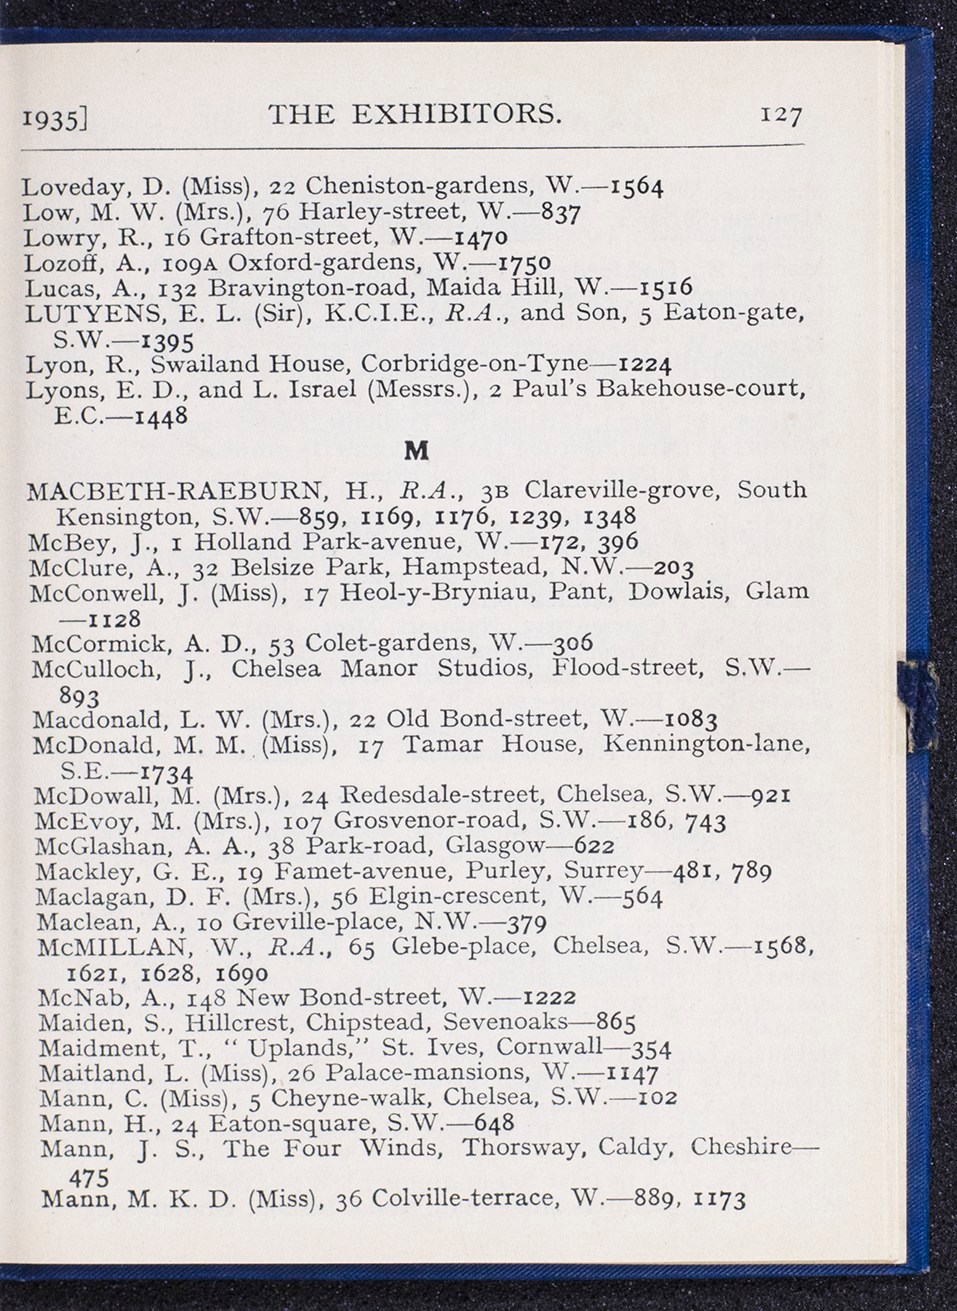 1935] THE EXHIBITORS. 127
Loveday, D. (Miss), 22 Cheniston-gardens, W.—1564
Low, M. W. (Mrs.), 76 Harley-street, W.—837
Lowry, R., 16 Grafton-street, W.—1470
Lozoff, A., 109A Oxford-gardens, W.—1750
Lucas, A., 132 Bravington-road, Maida Hill, W.—1516
LUTYENS, E. L. (Sir), K.C.I.E., R.A., and Son, 5 Eaton-gate,
S.W.—1395
Lyon, R., Swailand House, Corbridge-on-Tyne—1224
Lyons, E. D., and L. Israel (Messrs.), 2 Paul's Bakehouse-court,
E.C.—1448
M
MACBETH-RAEBURN, H., R.A., 3B Clareville-grove, South
Kensington, S.W.—859, 1169, 1176, 1239, 1348
McBey, J., 1 Holland Park-avenue, W.—172, 396
McClure, A., 32 Belsize Park, Hampstead, N.W.—203
McConwell, J. (Miss), 17 Heol-y-Bryniau, Pant, Dowlais, Glam
—1128
McCormick, A. D., 53 Colet-gardens, W.—306
McCulloch, J., Chelsea Manor Studios, Flood-street, S.W.—
893
Macdonald, L. W. (Mrs.), 22 Old Bond-street, W.—1083
McDonald, M. M. (Miss), 17 Tamar House, Kennington-lane,
S.E.—1734
McDowall, M. (Mrs.), 24 Redesdale-street, Chelsea, S.W.—921
McEvoy, M. (Mrs.), 107 Grosvenor-road, S.W.—186, 743
McGlashan, A. A., 38 Park-road, Glasgow—622
Mackley, G. E., 19 Famet-avenue, Purley, Surrey—481, 789
Maclagan, D. F. (Mrs.), 56 Elgin-crescent, W.—564
Maclean, A., 10 Greville-place, N.W.—379
McMILLAN, W., R.A., 65 Glebe-place, Chelsea, S.W.—1568,
1621, 1628, 1690
McNab, A., 148 New Bond-street, W.—1222
Maiden, S., Hillcrest, Chipstead, Sevenoaks—865
Maidment, T., “ Uplands,” St. Ives, Cornwall—354
Maitland, L. (Miss), 26 Palace-mansions, W.—1147
Mann, C. (Miss), 5 Cheyne-walk, Chelsea, S.W.—102
Mann, H., 24 Eaton-square, S.W.—648
Mann, J. S., The Four Winds, Thorsway, Caldy, Cheshire—
475
Mann, M. K. D. (Miss), 36 Colville-terrace, W.—889, 1173